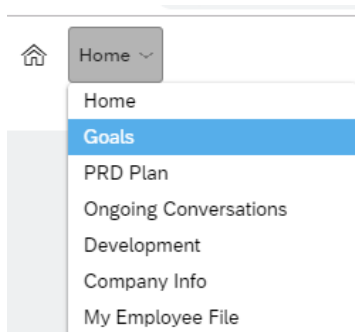 Home
Home
Goals
PRD Plan
Ongoing Conversations
Development
Company Info
My Employee File